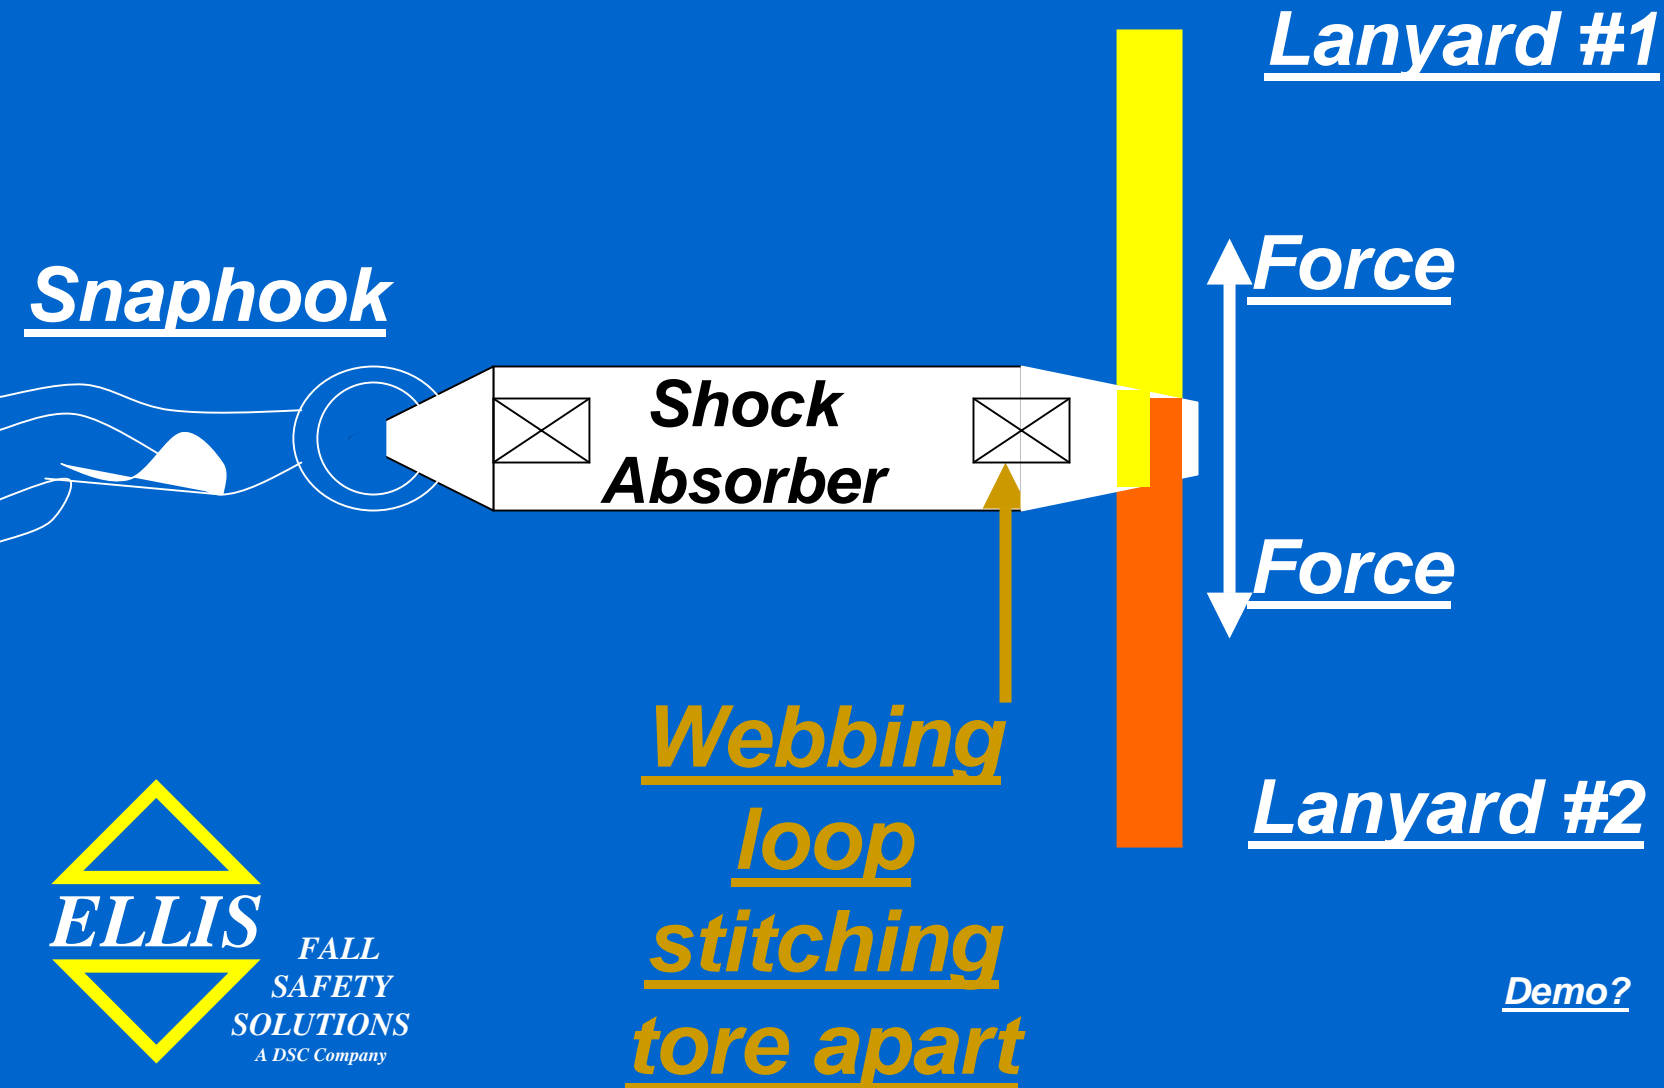 Lanyard #1
Force
Snaphook
Shock
Absorber
Force
Webbing
loop
stitching
tore apart
Lanyard #2
ELLIS
FALL
SAFETY
SOLUTIONS
A DSC Company
Demo?